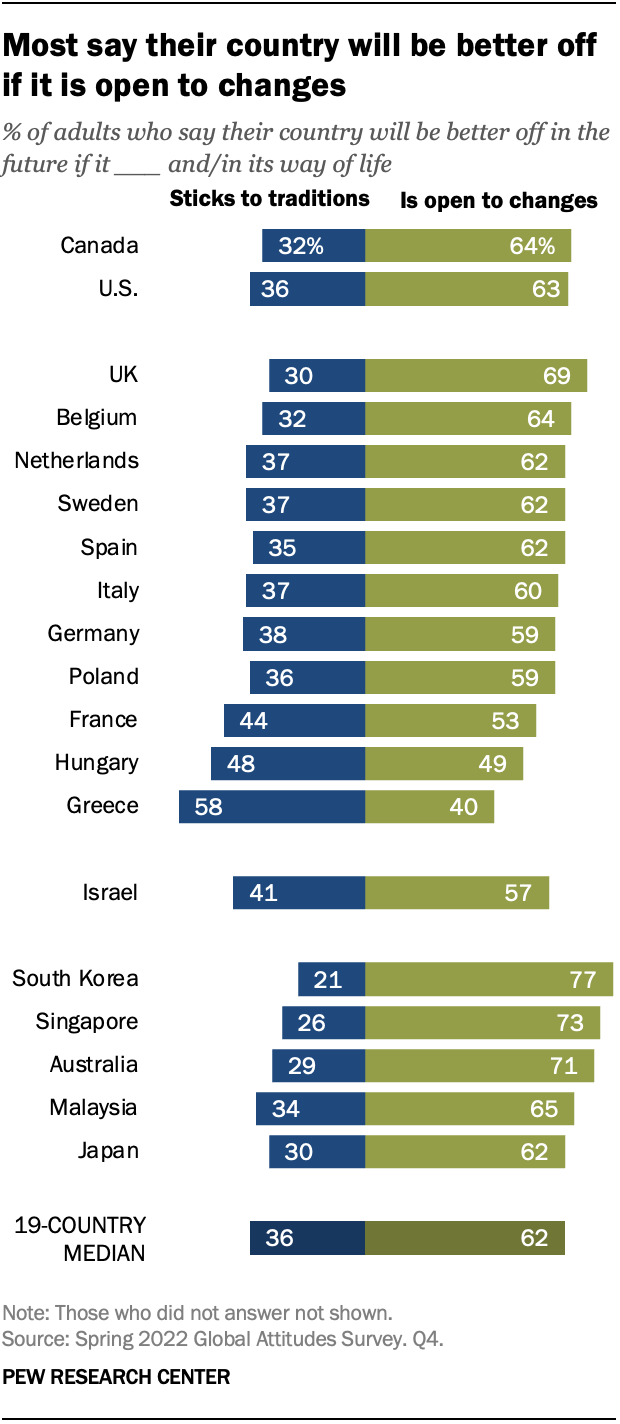 Most say their country will be better off
if it is open to changes
% of adults who say their country will be better off in the
future if it ___ and/in its way of life
Sticks to traditions Is open to changes
Canada 32% 64%
U.S. 36 63
UK 30 69
Belgium 32 64
Netherlands 37 62
Sweden 37 62
Spain 35 62
Italy 37 60
Germany 38 59
Poland 36 59
France 44 53
Hungary 48 49
Greece 58 40
Israel 41 57
South Korea 21 77
Singapore 26 73
Australia 29 71
Malaysia 34 65
Japan 30 62
19-COUNTRY
MEDIAN 36 62
Note: Those who did not answer not shown.
Source: Spring 2022 Global Attitudes Survey. Q4.
PEW RESEARCH CENTER